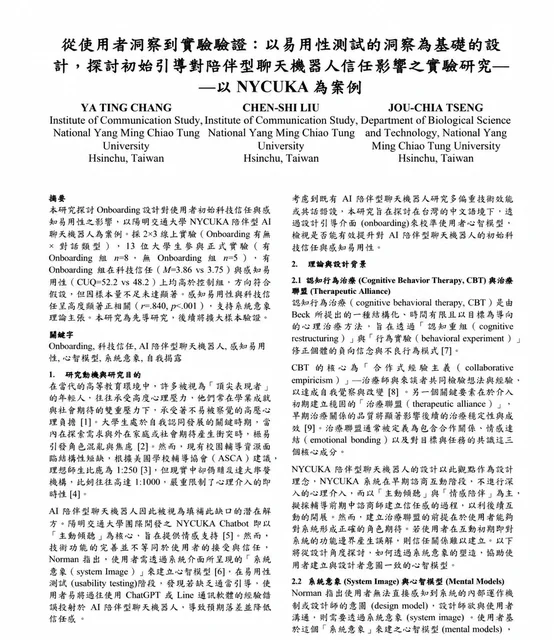 從使用者洞察到實驗驗證：以易用性測試的洞察為基礎的設
計，探討初始引導對陪伴型聊天機器人信任影響之實驗研究—
—以 NYCUKA 為案例
YA TING CHANG
Institute of Communication Study,
National Yang Ming Chiao Tung
University
Hsinchu, Taiwan
CHEN-SHI LIU
Institute of Communication Study,
National Yang Ming Chiao Tung
University
Hsinchu, Taiwan
JOU-CHIA TSENG
Department of Biological Science
and Technology, National Yang
Ming Chiao Tung University
Hsinchu, Taiwan
摘要
本研究探討 Onboarding 設計對使用者初始科技信任與感
知易用性之影響，以陽明交通大學 NYCUKA 陪伴型 AI
聊天機器人為案例。採 2×3 線上實驗（Onboarding 有無
× 對話類型），13 位大學生參與正式實驗（有
Onboarding 組 n=8，無 Onboarding 組 n=5），有
Onboarding 組在科技信任（M=3.86 vs 3.75）與感知易
用性（CUQ=52.2 vs 48.2）上均高於控制組，方向符合
假設，但因樣本量不足未達顯著。感知易用性與科技信
任呈高度顯著正相關（r=.840, p<.001），支持系統意象
理論主張。本研究為先導研究，後續將擴大樣本驗證。
關鍵字
Onboarding, 科技信任, AI 陪伴型聊天機器人, 感知易用
性, 心智模型, 系統意象, 自我揭露
1. 研究動機與研究目的
在當代的高等教育環境中，許多被視為「頂尖表現者」
的年輕人，往往承受高度心理壓力，他們常在學業成就
與社會期待的雙重壓力下，承受著不易被察覺的高壓心
理負擔 [1]。大學生處於自我認同發展的關鍵時期，當
內在探索需求與外在家庭或社會期待產生衝突時，極易
引發角色混亂與焦慮 [2]。然而，現有校園輔導資源面
臨結構性短缺，根據美國學校輔導協會（ASCA）建議，
理想師生比應為 1:250 [3]，但現實中卻師生比常
機構，此例往往高達 1:1000，嚴重限制了心理介入的即
時性 [4]。
AI 陪伴型聊天機器人因此被視為填補此缺口的潛在解
方。陽明交通大學團隊開發之 NYCUKA Chatbot 即以
「主動傾聽」為核心，旨在提供情感支持 [5]。然而，
技術功能的完善並不等同於使用者的接受與信任，
Norman 指出，使用者需透過系統介面所呈現的「系統
意象（system Image）」來建立心智模型 [6]，在易用性
測試 (usability testing)階段，發現若缺乏適當引導，使
用者易將過往使用 ChatGPT 或 Line 通訊軟體的經驗錯
誤投射於 AI 陪伴型聊天機器人，導致預期落差並降低
信任感。
考慮到既有 AI 陪伴型聊天機器人研究多偏重技術效能
或共話錯誤，本研究旨在探討在台灣的中文語境下，透
過設計引導介面 (onboarding)來校準使用者心智模型，
檢視是否能有效提升對 AI 陪伴型聊天機器人的初始科
技信任與感知易用性。
2. 理論與設計背景
2.1 認知行為治療 (Cognitive Behavior Therapy, CBT) 與治療
聯盟 (Therapeutic Alliance)
認知行為治療（cognitive behavioral therapy, CBT）是由
Beck 所提出的一種結構化、時間有限且以目標為導向
的心理治療方法，旨在透過「認知重組（cognitive
restructuring）」與「行為實驗（behavioral experiment）」
修正個體的負向信念與不良行為模式 [7]。
CBT 的核心為「合作式經驗主義（collaborative
empiricism）」—治療師與來談者共同檢驗想法與經驗，
以達成自我覺察與改變 [8]。另一個關鍵要素在於介入
初期建立穩固的「治療聯盟（therapeutic alliance）」，
早期治療關係的品質將顯著影響後續的治療穩定性與成
效 [9]。治療聯盟通常被定義為包含合作關係、情感連
結（emotional bonding）以及對目標與任務的共識這三
個核心成分。
NYCUKA 陪伴型聊天機器人的設計以此觀點作為設計
理念，NYCUKA 系統在早期諮商互動階段，不進行深
入的心理介入，而以「主動傾聽」與「情感陪伴」為主，
擬採輔導前期中諮商師建立信任感的過程，以利後續互
動的開展。然而，建立治療聯盟的前提在於使用者能夠
對系統形成正確的角色期待。若使用者在互動初期即對
系統的功能邊界產生誤解，則信任關係難以建立。以下
將從設計角度探討，如何透過系統意象的塑造，協助使
用者建立與設計者意圖一致的心智模型。
2.2 系統意象 (System Image) 與心智模型 (Mental Models)
Norman 指出使用者無法直接感知到系統的內部運作機
制或設計師的意圖 (design model)，設計師欲與使用者
溝通，則需要透過系統意象 (system image)。使用者基
於這個「系統意象」來建之心智模型 (mental models)，